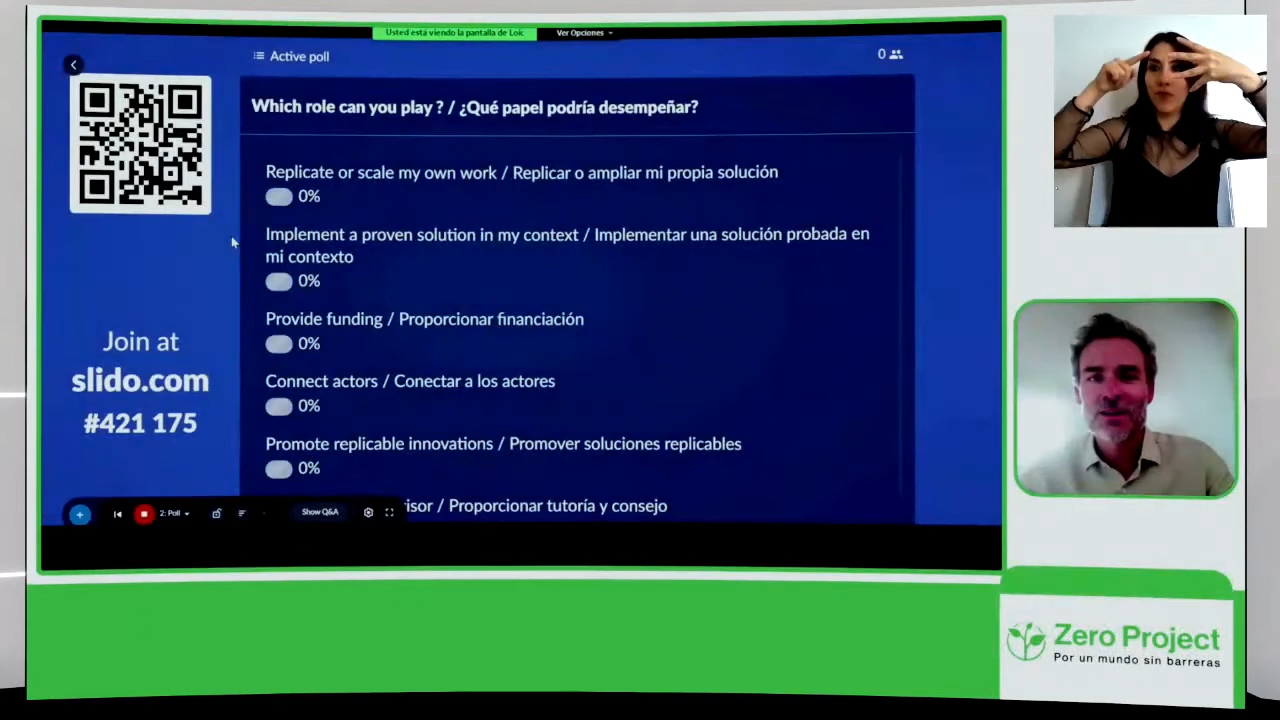 Usted está viendo la pantalla de Loic
Ver Opciones
Active poll
0
Which role can you play ? / ¿Qué papel podría desempeñar?
Replicate or scale my own work / Replicar o ampliar mi propia solución
0%
Implement a proven solution in my context / Implementar una solución probada en
mi contexto
0%
Provide funding / Proporcionar financiación
0%
Connect actors / Conectar a los actores
0%
Promote replicable innovations / Promover soluciones replicables
0%
isor / Proporcionar tutoría y consejo
Join at
slido.com
#421 175
2: Poll
Show Q&A
Zero Project
Por un mundo sin barreras